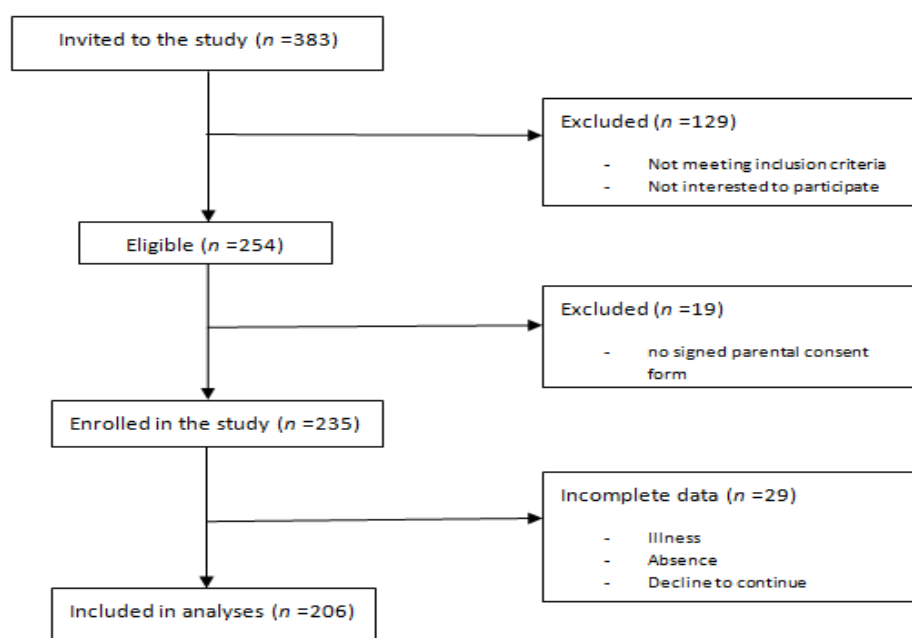 Invited to the study (n =383)
Excluded (n =129)
- Not meeting inclusion criteria
- Not interested to participate
Eligible (n =254)
Excluded (n =19)
- no signed parental consent
form
Enrolled in the study (n =235)
Incomplete data (n =29)
- Illness
- Absence
- Decline to continue
Included in analyses (n =206)